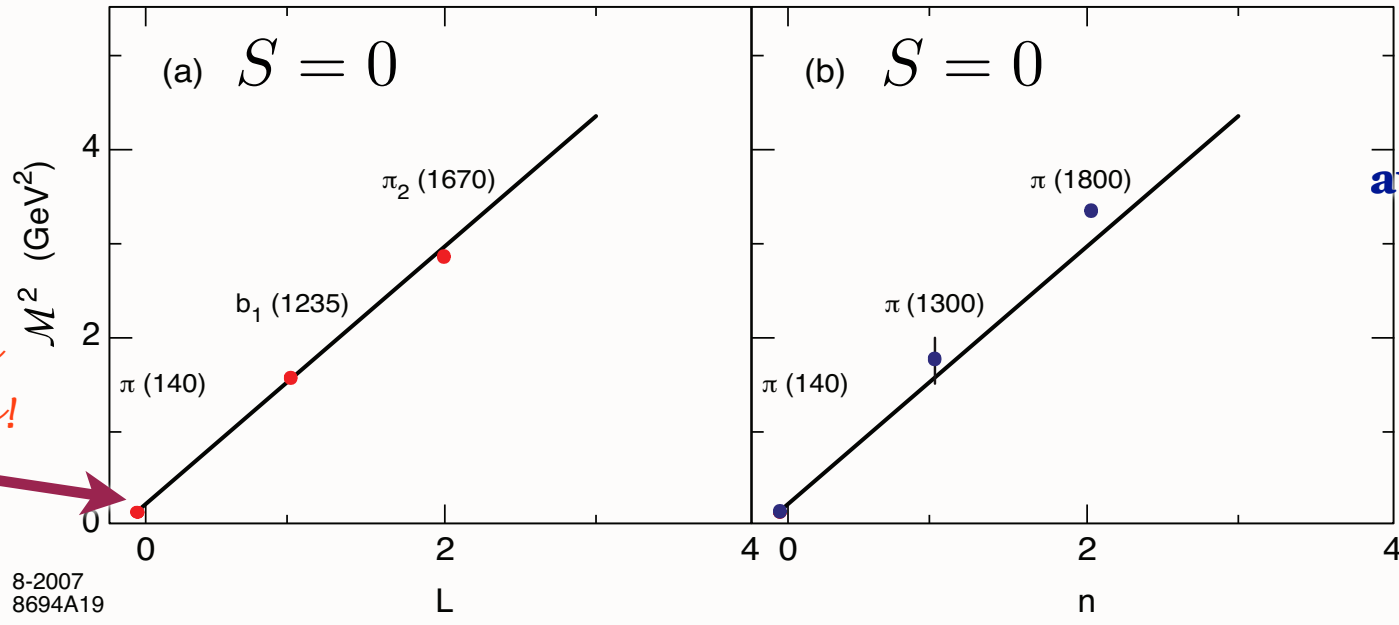 (a) S = 0
(b) S = 0
ℳ² (GeV²)
4
2
0
π₂ (1670)
b₁ (1235)
π (140)
π (1800)
π (1300)
π (140)
!
0 2 4
0 2 4
L
n
8-2007
8694A19